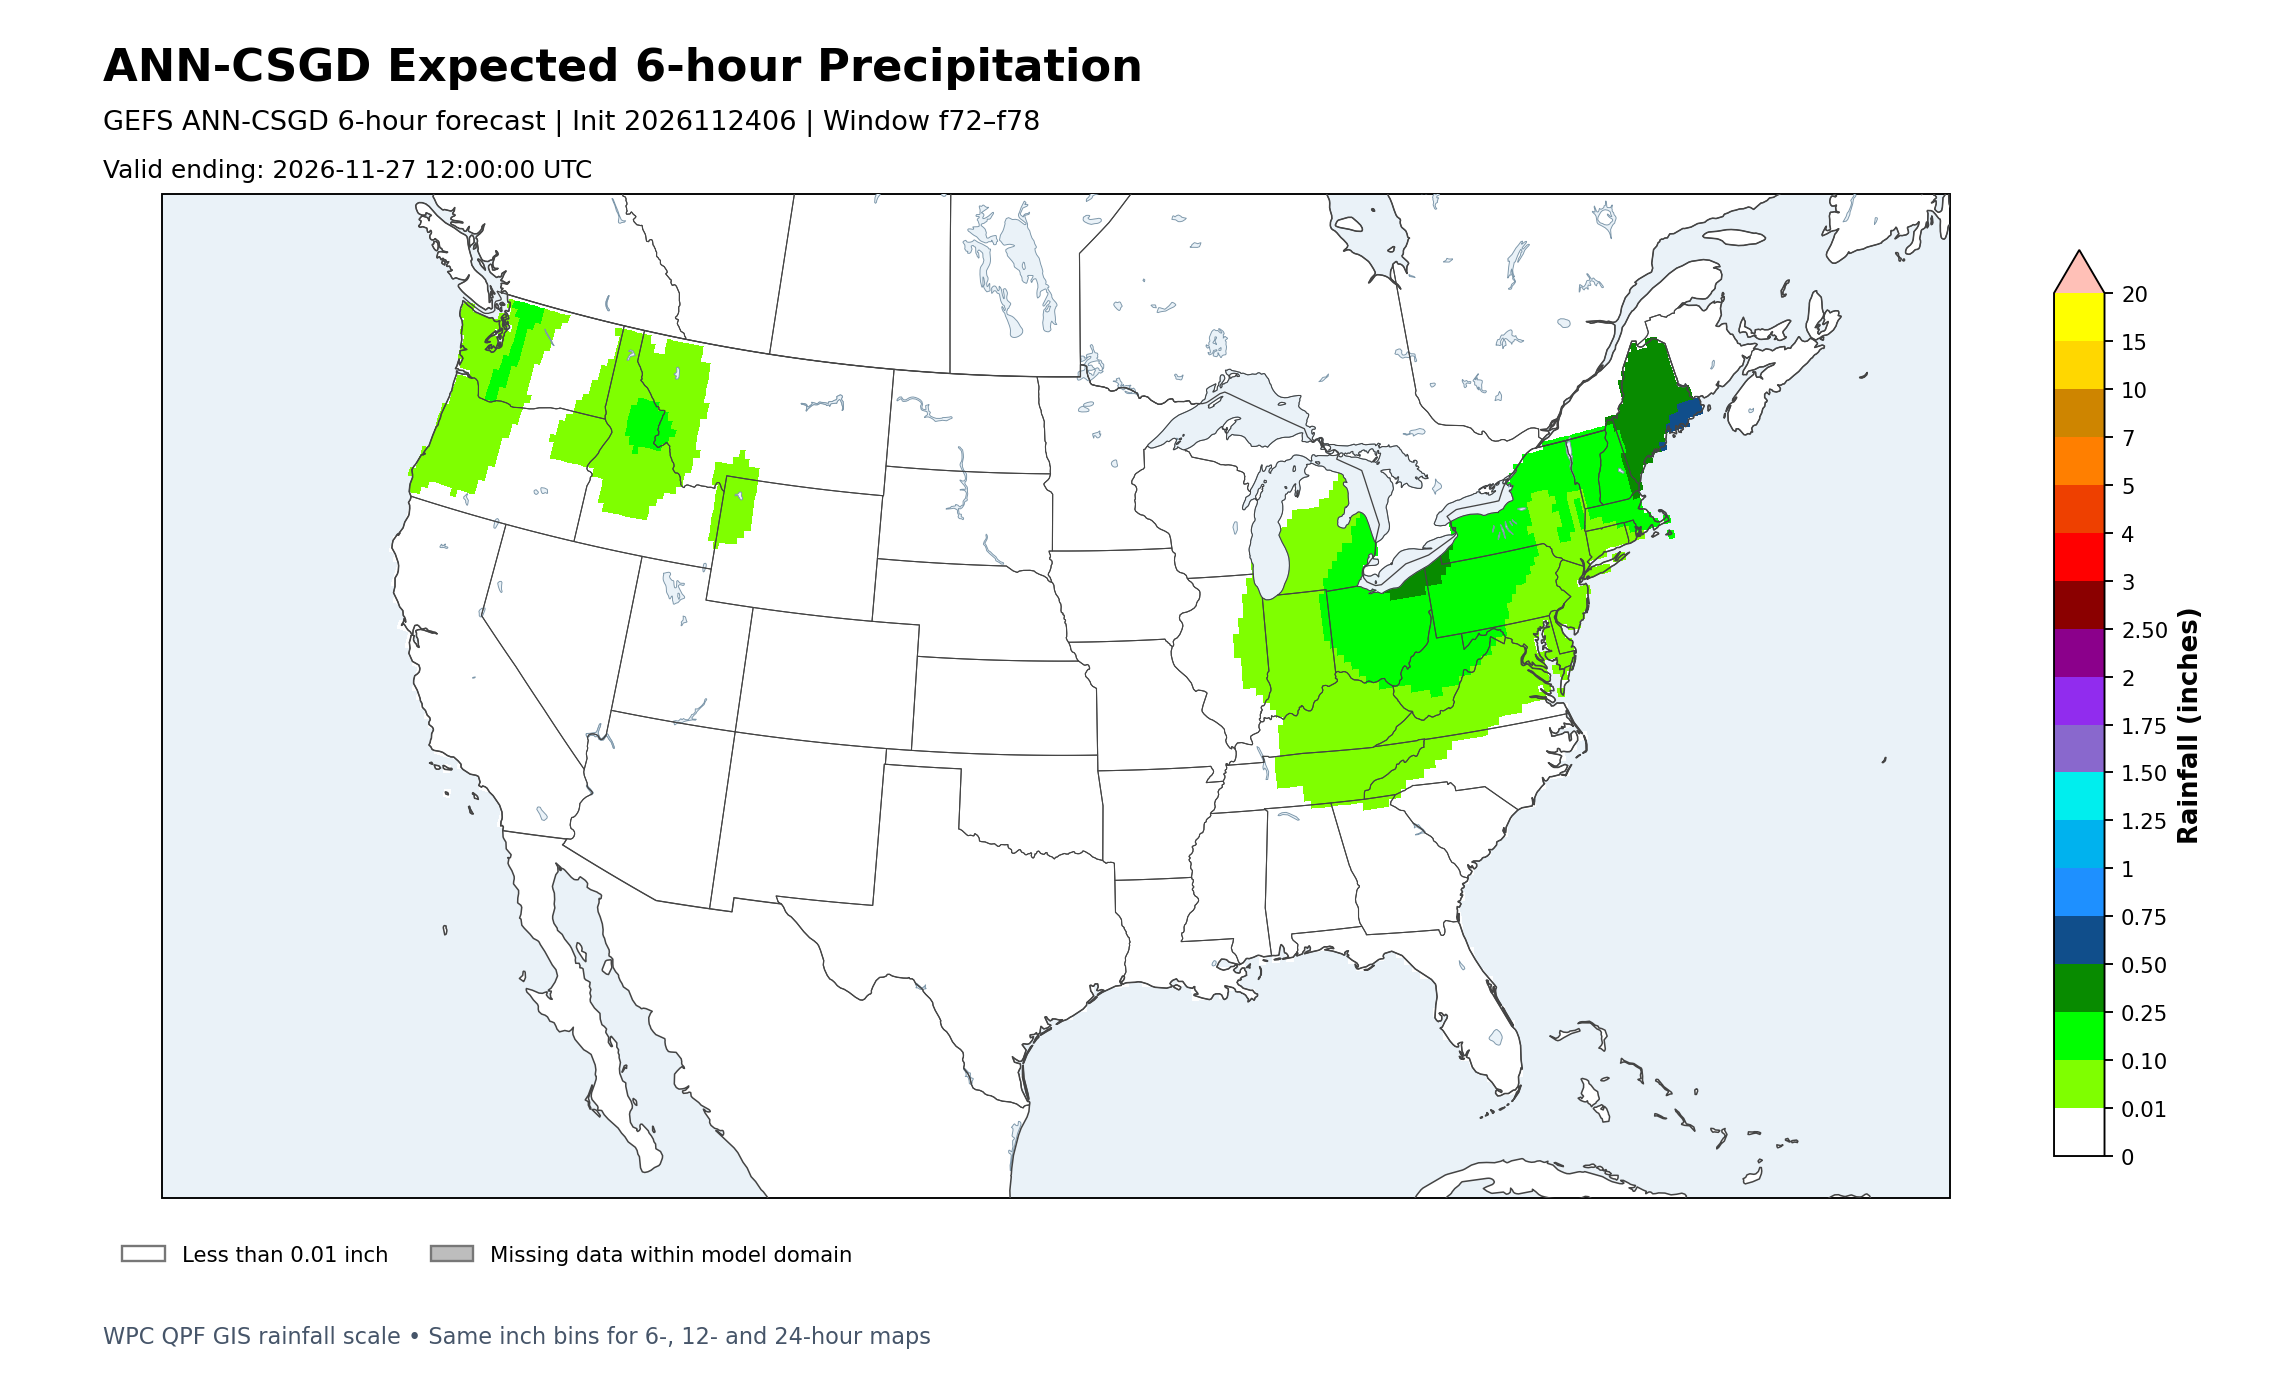 ANN-CSGD Expected 6-hour Precipitation
GEFS ANN-CSGD 6-hour forecast | Init 2026112406 | Window f72–f78
Valid ending: 2026-11-27 12:00:00 UTC
20
15
10
7
5
4
3
2.50
2
1.75
1.50
1.25
1
0.75
0.50
0.25
0.10
0.01
0
Rainfall (inches)
Less than 0.01 inch
Missing data within model domain
WPC QPF GIS rainfall scale • Same inch bins for 6-, 12- and 24-hour maps